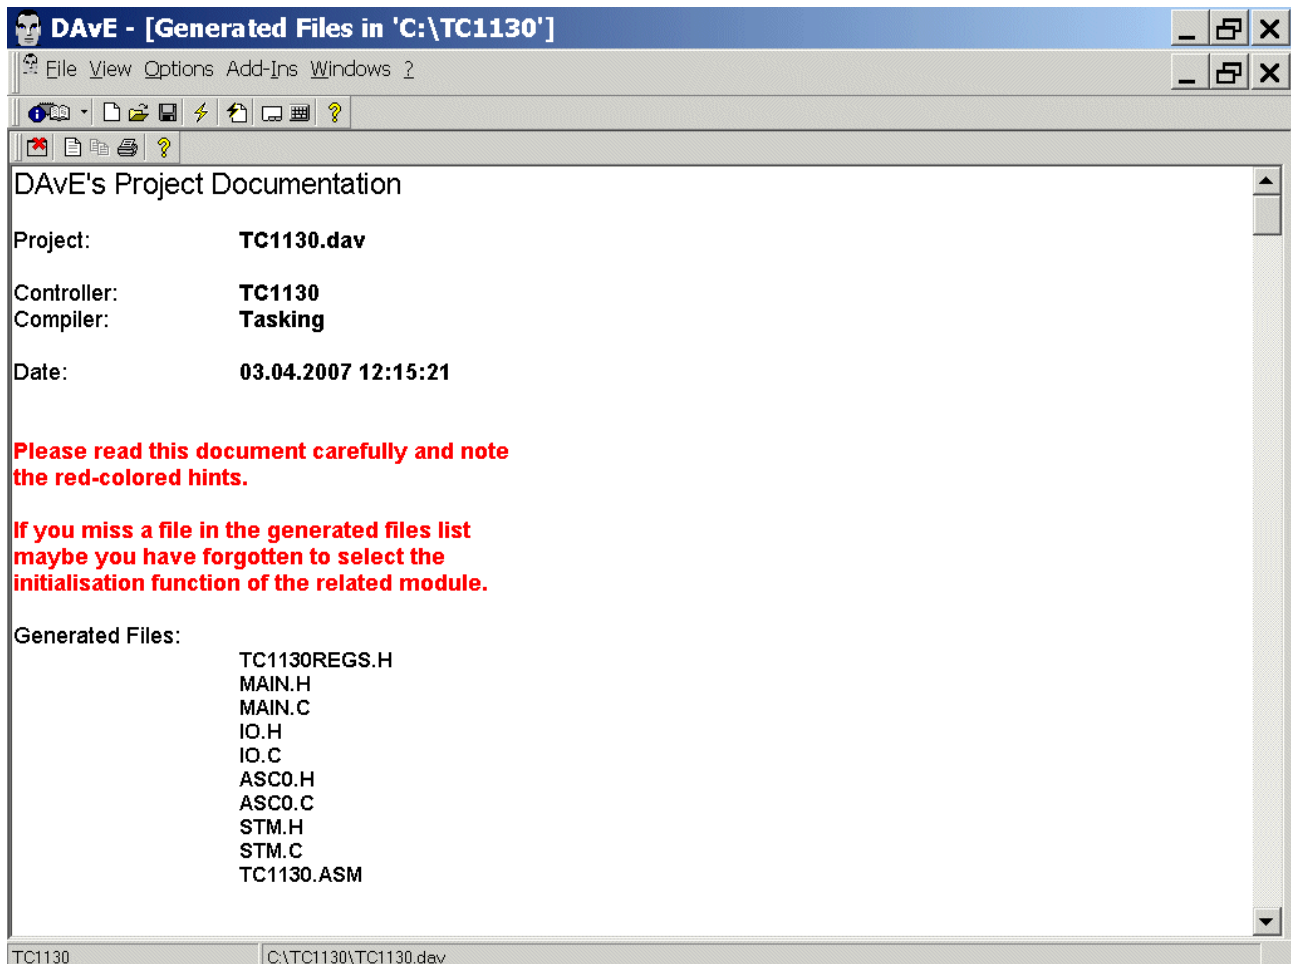 DAvE - [Generated Files in 'C:\TC1130']
File View Options Add-Ins Windows ?
DAvE's Project Documentation
Project: TC1130.dav
Controller: TC1130
Compiler: Tasking
Date: 03.04.2007 12:15:21
Please read this document carefully and note
the red-colored hints.
If you miss a file in the generated files list
maybe you have forgotten to select the
initialisation function of the related module.
Generated Files:
TC1130REGS.H
MAIN.H
MAIN.C
IO.H
IO.C
ASC0.H
ASC0.C
STM.H
STM.C
TC1130.ASM
TC1130 C:\TC1130\TC1130.dav